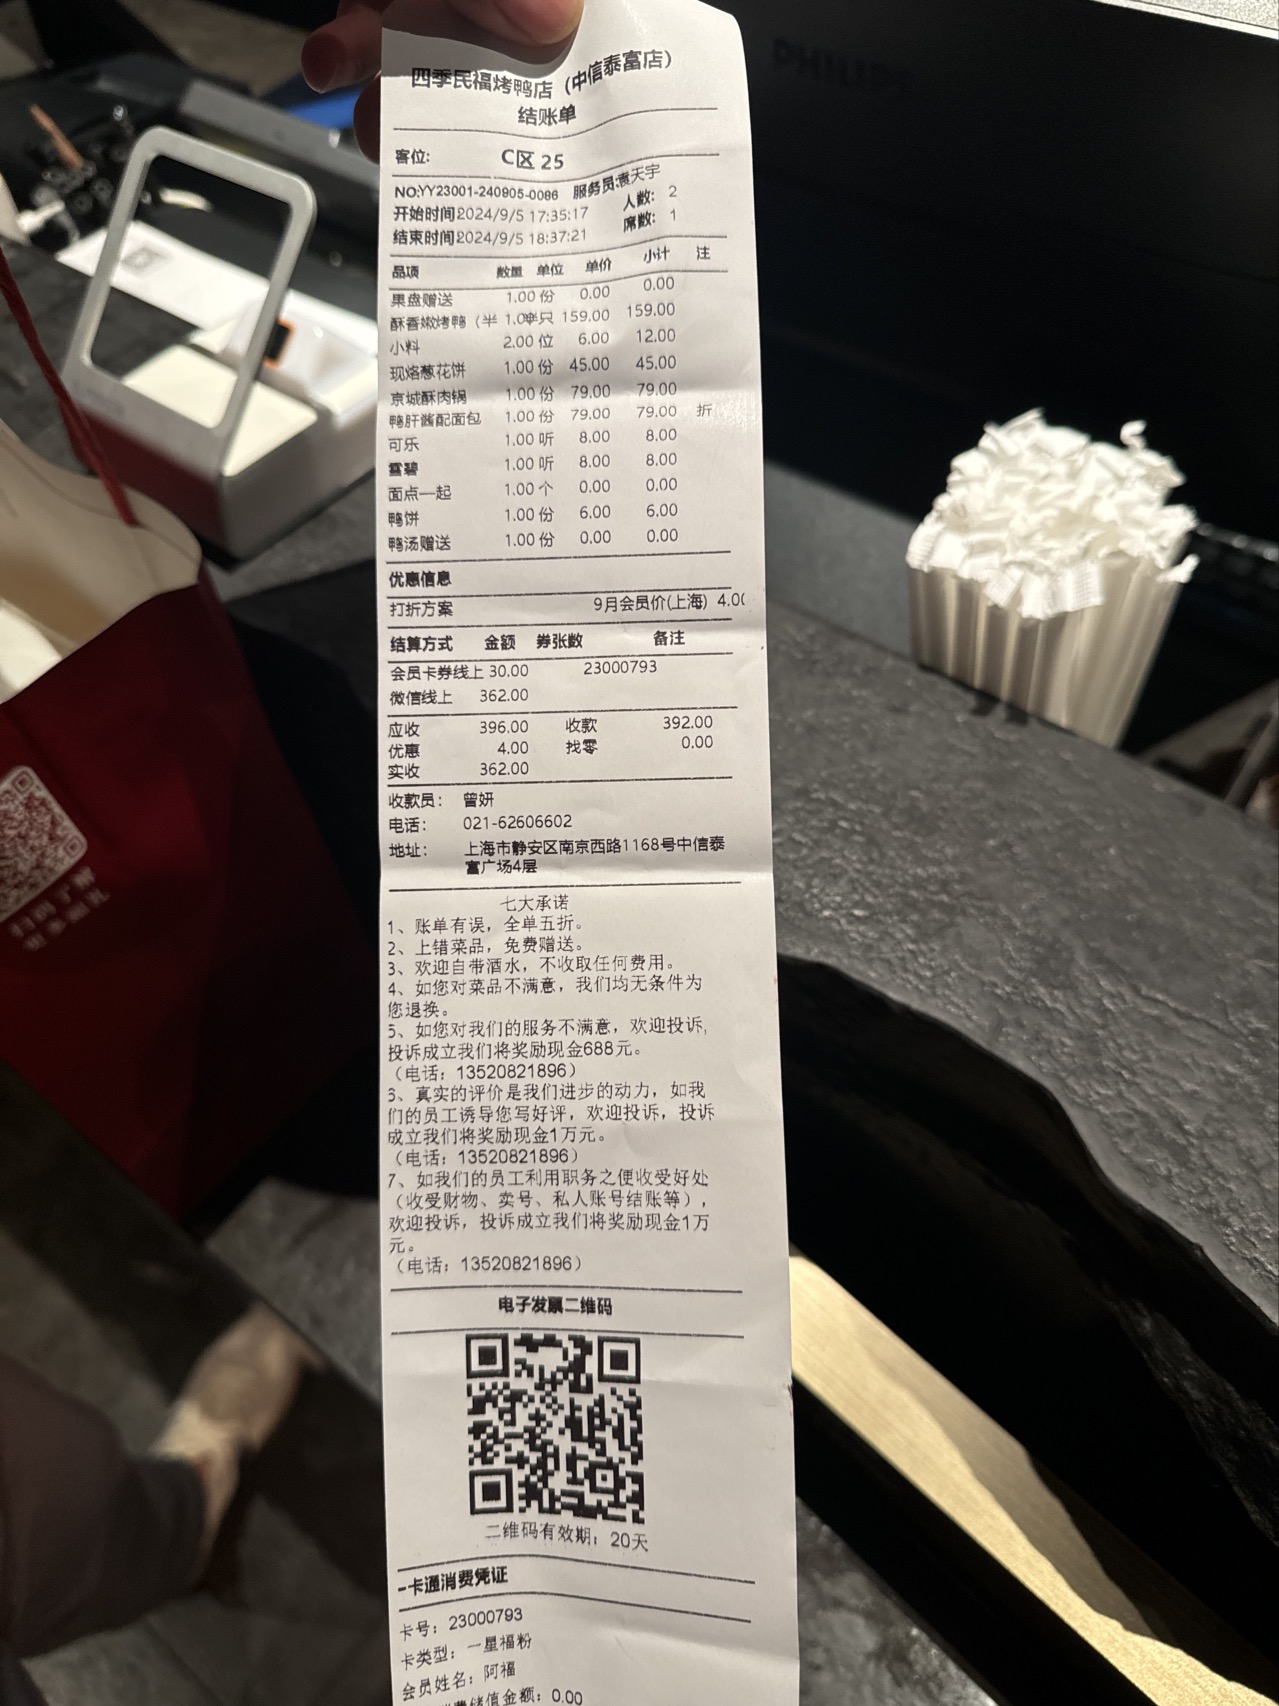 PHILIPS
四季民福烤鸭店（中信泰富店）
结账单
客位： C区 25
NO:YY23001-240905-0086 服务员:袁天宇
开始时间2024/9/5 17:35:17 人数： 2
结束时间2024/9/5 18:37:21 席数： 1
品项 数量 单位 单价 小计 注
果盘赠送 1.00 份 0.00 0.00
酥香嫩烤鸭（半 1.0半只 159.00 159.00
小料 2.00 位 6.00 12.00
现烙葱花饼 1.00 份 45.00 45.00
京城酥肉锅 1.00 份 79.00 79.00
鸭肝酱配面包 1.00 份 79.00 79.00 折
可乐 1.00 听 8.00 8.00
雪碧 1.00 听 8.00 8.00
面点一起 1.00 个 0.00 0.00
鸭饼 1.00 份 6.00 6.00
鸭汤赠送 1.00 份 0.00 0.00
优惠信息
打折方案 9月会员价(上海) 4.00
结算方式 金额 券张数 备注
会员卡券线上 30.00 23000793
微信线上 362.00
应收 396.00 收款 392.00
优惠 4.00 找零 0.00
实收 362.00
收款员： 曾妍
电话： 021-62606602
地址： 上海市静安区南京西路1168号中信泰
富广场4层
七大承诺
1、账单有误，全单五折。
2、上错菜品，免费赠送。
3、欢迎自带酒水，不收取任何费用。
4、如您对菜品不满意，我们均无条件为
您退换。
5、如您对我们的服务不满意，欢迎投诉，
投诉成立我们将奖励现金688元。
（电话：13520821896）
3、真实的评价是我们进步的动力，如我
们的员工诱导您写好评，欢迎投诉，投诉
成立我们将奖励现金1万元。
（电话：13520821896）
7、如我们的员工利用职务之便收受好处
（收受财物、卖号、私人账号结账等），
欢迎投诉，投诉成立我们将奖励现金1万
元。
（电话：13520821896）
电子发票二维码
二维码有效期：20天
一卡通消费凭证
卡号：23000793
卡类型：一星福粉
会员姓名：阿福
费储值金额：0.00
扫码了解